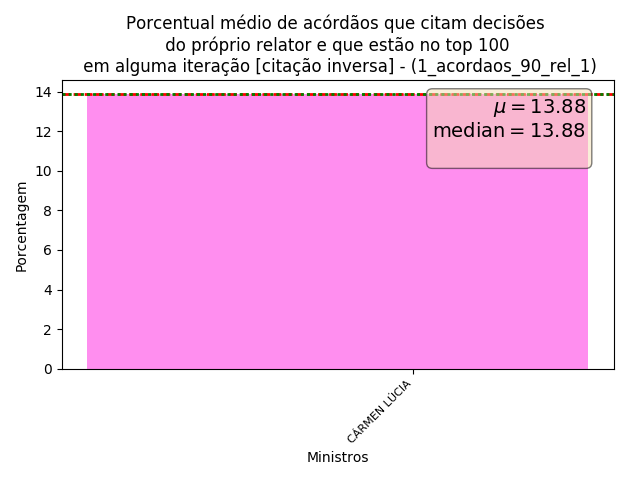 Porcentual médio de acórdãos que citam decisões
do próprio relator e que estão no top 100
em alguma iteração [citação inversa] - (1_acordaos_90_rel_1)
14
12
10
8
6
4
2
0
Porcentagem
μ = 13.88
median = 13.88
CÁRMEN LÚCIA
Ministros